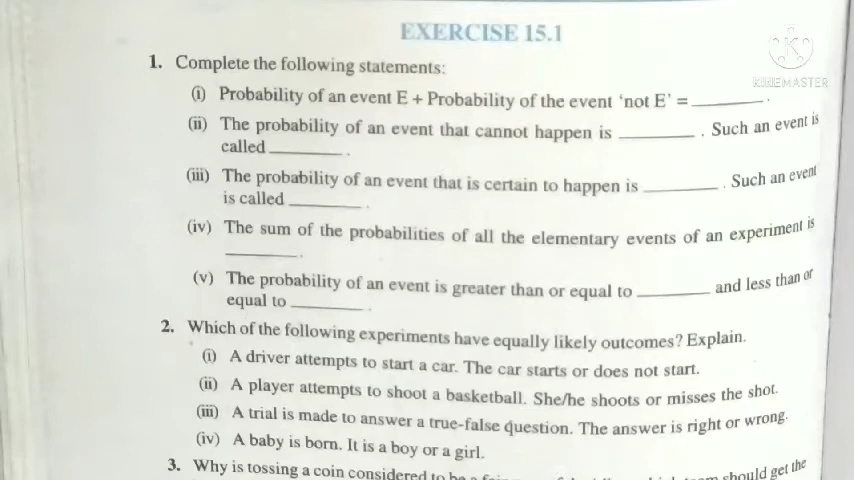 EXERCISE 15.1
K
KINEMASTER
1. Complete the following statements:
(i) Probability of an event E + Probability of the event 'not E' = ________ .
(ii) The probability of an event that cannot happen is ________ . Such an event is
called ________ .
(iii) The probability of an event that is certain to happen is ________ . Such an event
is called ________ .
(iv) The sum of the probabilities of all the elementary events of an experiment is
________ .
(v) The probability of an event is greater than or equal to ________ and less than or
equal to ________ .
2. Which of the following experiments have equally likely outcomes? Explain.
(i) A driver attempts to start a car. The car starts or does not start.
(ii) A player attempts to shoot a basketball. She/he shoots or misses the shot.
(iii) A trial is made to answer a true-false question. The answer is right or wrong.
(iv) A baby is born. It is a boy or a girl.
3. Why is tossing a coin considered to be a should get the